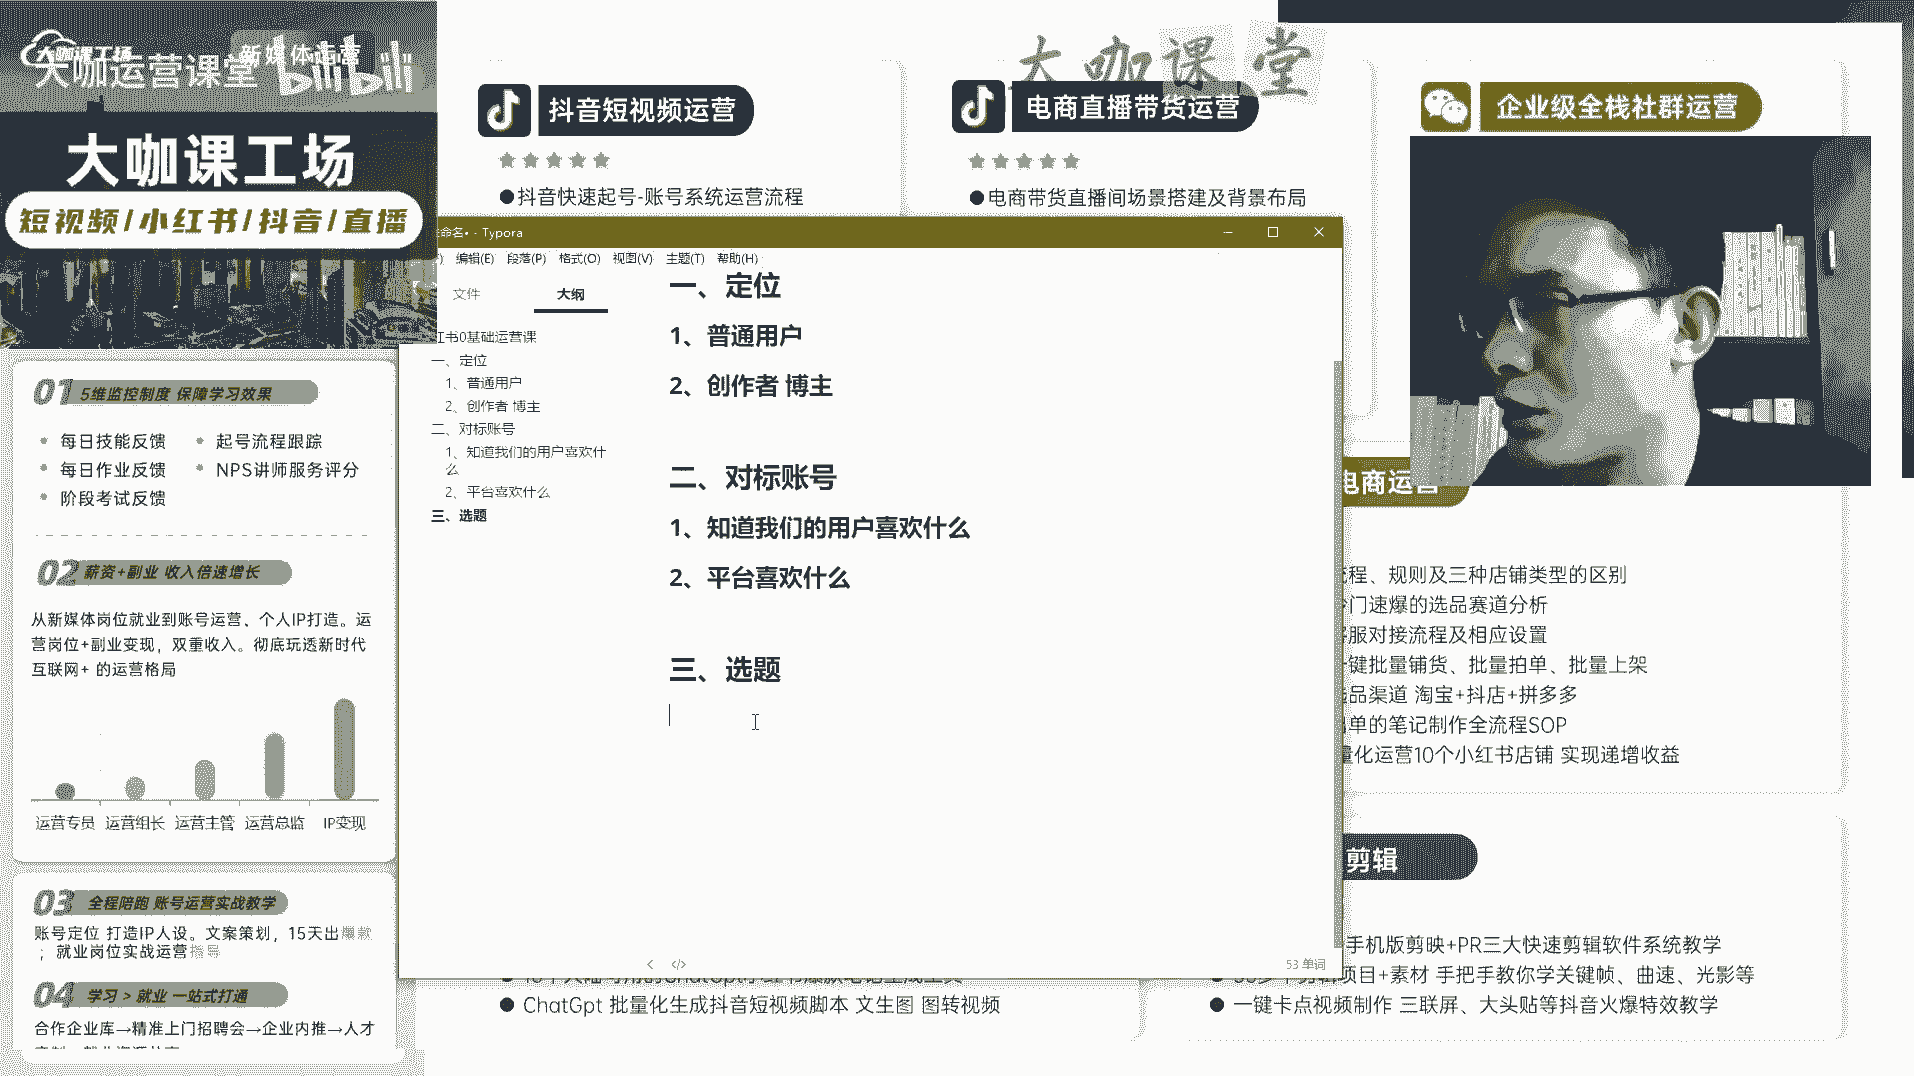 大咖课工场
大咖运营课堂
新媒体运营
bilibili
大咖课工场
短视频/小红书/抖音/直播
01 5维监控制度 保障学习效果
每日技能反馈
起号流程跟踪
每日作业反馈
NPS讲师服务评分
阶段考试反馈
02 薪资+副业 收入倍速增长
从新媒体岗位就业到账号运营、个人IP打造。运
营岗位+副业变现，双重收入。彻底玩透新时代
互联网+ 的运营格局
运营专员 运营组长 运营主管 运营总监 IP变现
03 全程陪跑 账号运营实战教学
账号定位 打造IP人设。文案策划，15天出爆款
；就业岗位实战运营指导
04 学习 > 就业 一站式打通
合作企业库→精准上门招聘会→企业内推→人才
大咖课堂
抖音短视频运营
●抖音快速起号-账号系统运营流程
电商直播带货运营
●电商带货直播间场景搭建及背景布局
企业级全栈社群运营
命名• - Typora
编辑(E) 段落(P) 格式(O) 视图(V) 主题(T) 帮助(H)
文件 大纲
红书0基础运营课
一、定位
1、普通用户
2、创作者 博主
二、对标账号
1、知道我们的用户喜欢什
么
2、平台喜欢什么
三、选题
一、定位
1、普通用户
2、创作者 博主
二、对标账号
1、知道我们的用户喜欢什么
2、平台喜欢什么
三、选题
53 单词
电商运营
流程、规则及三种店铺类型的区别
门速爆的选品赛道分析
客服对接流程及相应设置
一键批量铺货、批量拍单、批量上架
选品渠道 淘宝+抖店+拼多多
单的笔记制作全流程SOP
量化运营10个小红书店铺 实现递增收益
剪辑
手机版剪映+PR三大快速剪辑软件系统教学
项目+素材 手把手教你学关键帧、曲速、光影等
● 一键卡点视频制作 三联屏、大头贴等抖音火爆特效教学
● ChatGpt 批量化生成抖音短视频脚本 文生图 图转视频